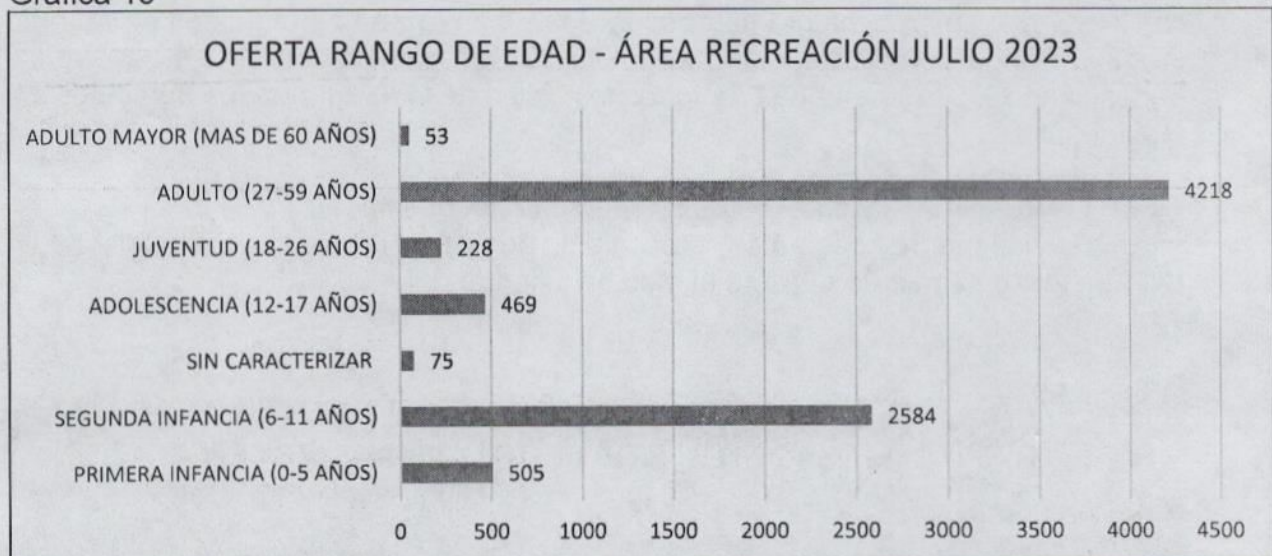 OFERTA RANGO DE EDAD - ÁREA RECREACIÓN JULIO 2023
ADULTO MAYOR (MAS DE 60 AÑOS) 53
ADULTO (27-59 AÑOS) 4218
JUVENTUD (18-26 AÑOS) 228
ADOLESCENCIA (12-17 AÑOS) 469
SIN CARACTERIZAR 75
SEGUNDA INFANCIA (6-11 AÑOS) 2584
PRIMERA INFANCIA (0-5 AÑOS) 505
0 500 1000 1500 2000 2500 3000 3500 4000 4500